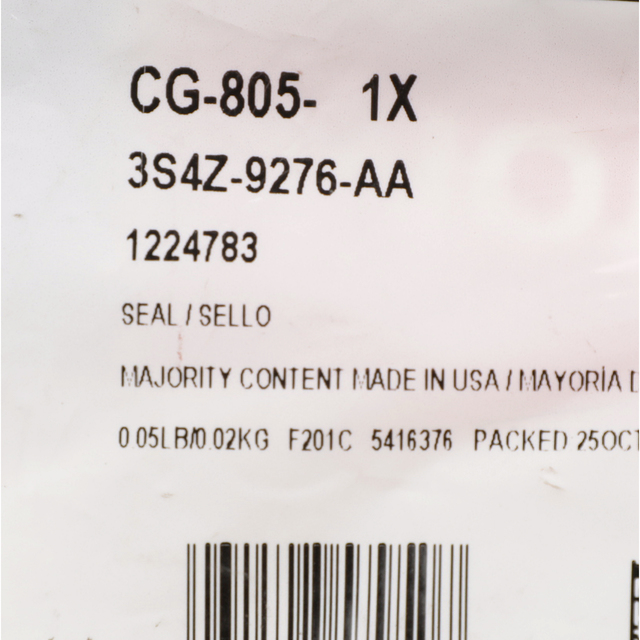 CG-805- 1X
3S4Z-9276-AA
1224783
SEAL / SELLO
MAJORITY CONTENT MADE IN USA / MAYORÍA
0.05LB/0.02KG F201C 5416376 PACKED 25OCT